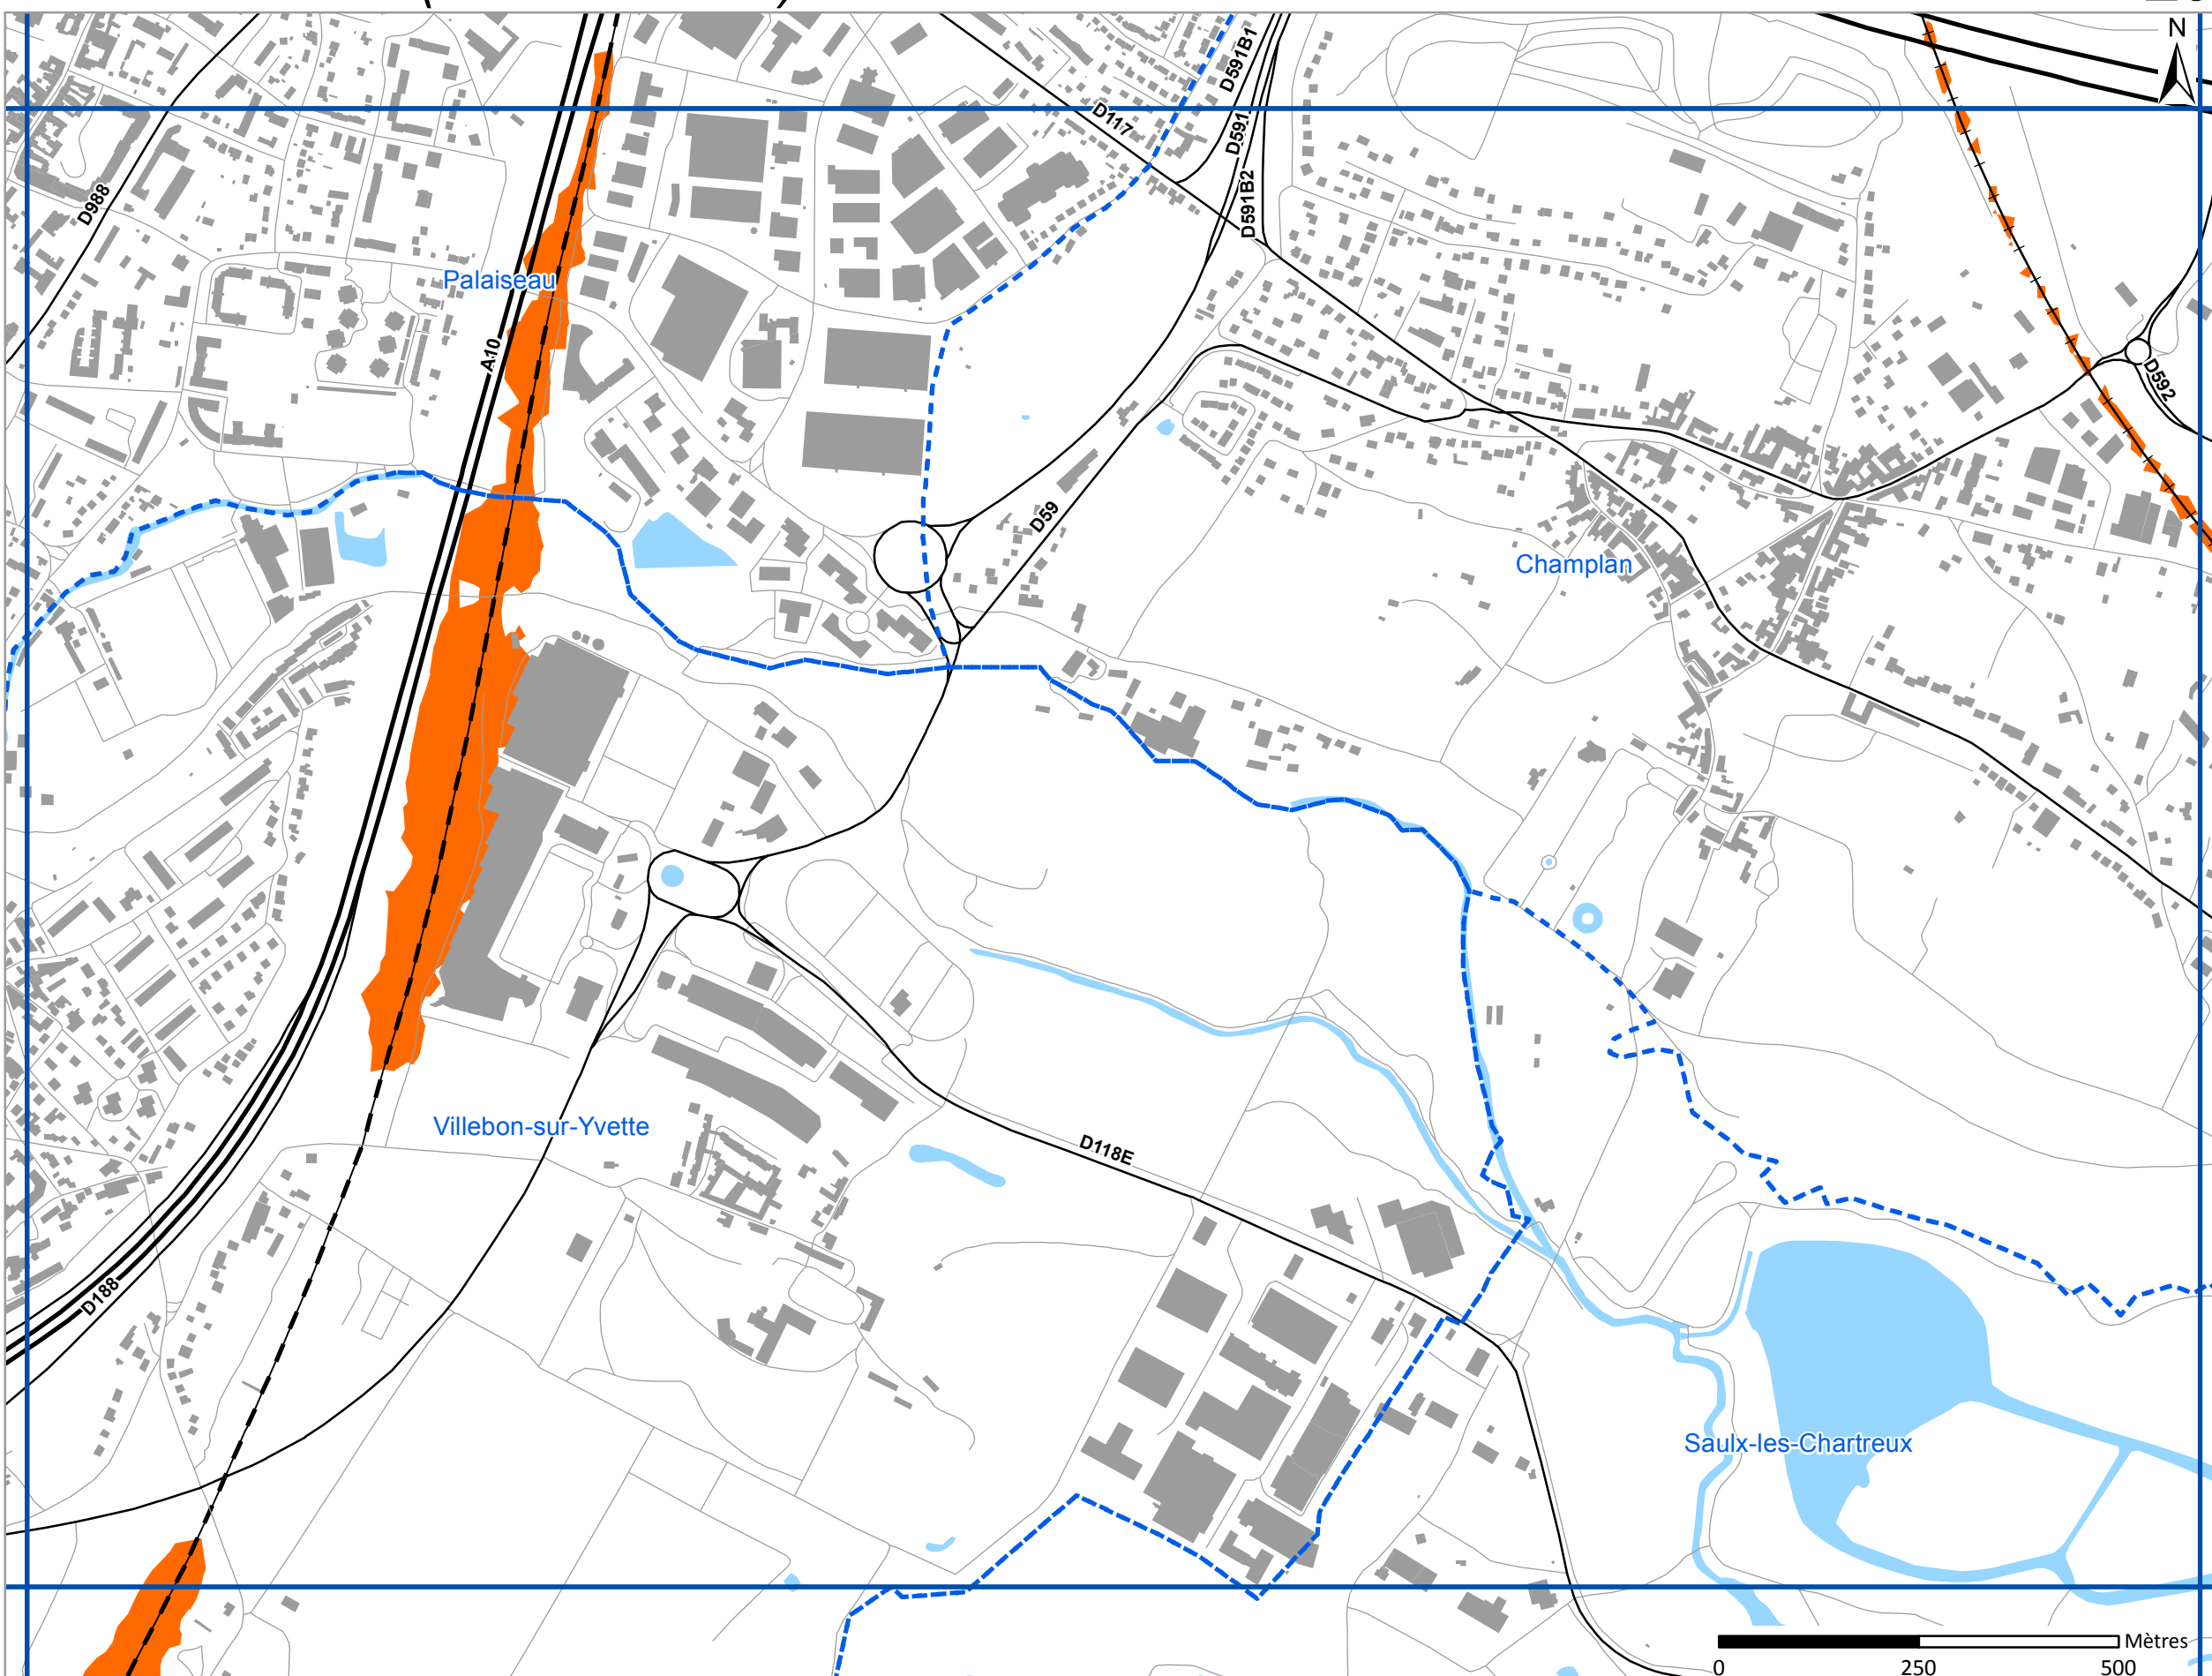 N
D591B1
D117
D591
D988
D591B2
Palaiseau
A10
D592
D59
Champlan
Villebon-sur-Yvette
D118E
D188
Saulx-les-Chartreux
Mètres
0 250 500